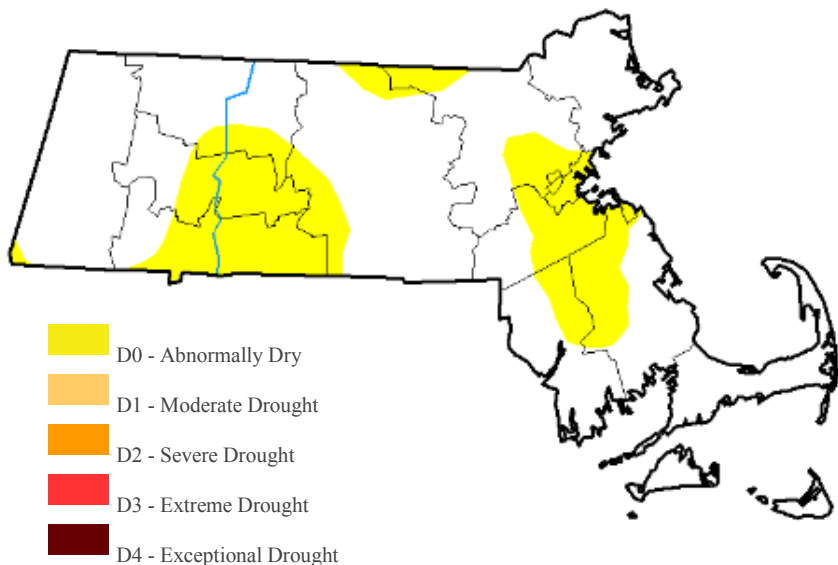 D0 - Abnormally Dry
D1 - Moderate Drought
D2 - Severe Drought
D3 - Extreme Drought
D4 - Exceptional Drought